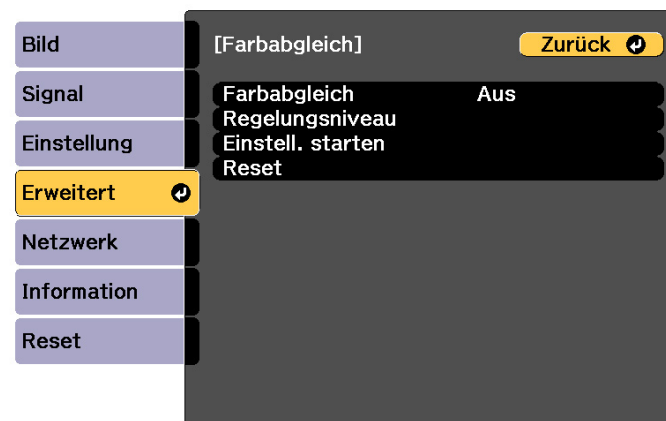 Bild
Signal
Einstellung
Erweitert
Netzwerk
Information
Reset
[Farbabgleich] Zurück
Farbabgleich Aus
Regelungsniveau
Einstell. starten
Reset